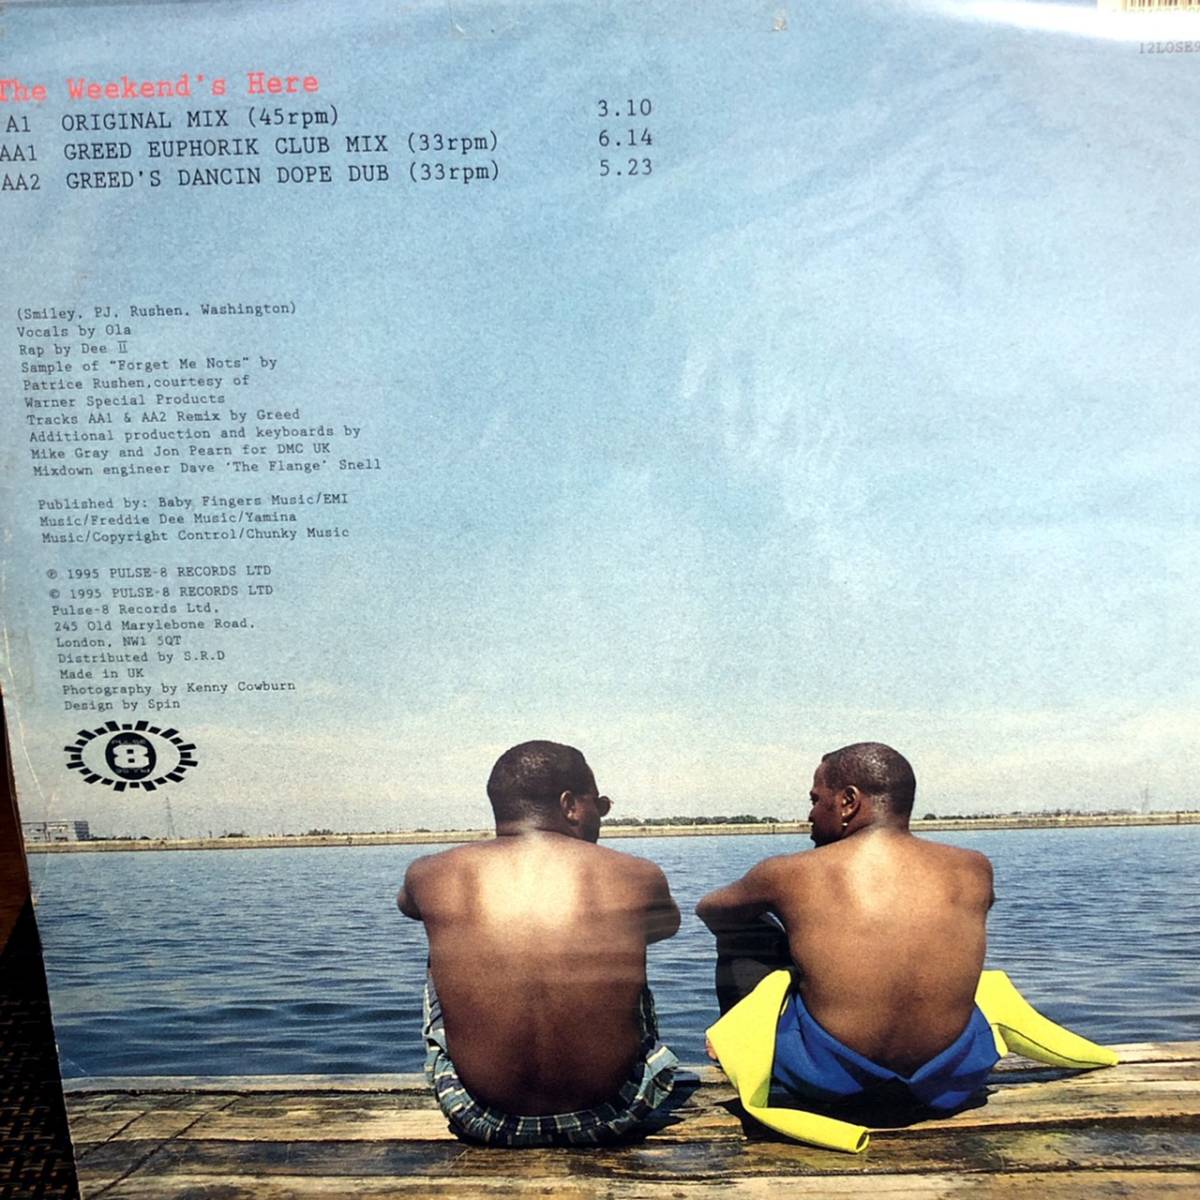 12LOSE9
The Weekend's Here
A1 ORIGINAL MIX (45rpm) 3.10
AA1 GREED EUPHORIK CLUB MIX (33rpm) 6.14
AA2 GREED'S DANCIN DOPE DUB (33rpm) 5.23
(Smiley. PJ. Rushen. Washington)
Vocals by Ola
Rap by Dee II
Sample of "Forget Me Nots" by
Patrice Rushen,courtesy of
Warner Special Products
Tracks AA1 & AA2 Remix by Greed
Additional production and keyboards by
Mike Gray and Jon Pearn for DMC UK
Mixdown engineer Dave 'The Flange' Snell
Published by: Baby Fingers Music/EMI
Music/Freddie Dee Music/Yamina
Music/Copyright Control/Chunky Music
℗ 1995 PULSE-8 RECORDS LTD
© 1995 PULSE-8 RECORDS LTD
Pulse-8 Records Ltd.
245 Old Marylebone Road.
London, NW1 5QT
Distributed by S.R.D
Made in UK
Photography by Kenny Cowburn
Design by Spin
PULSE
8